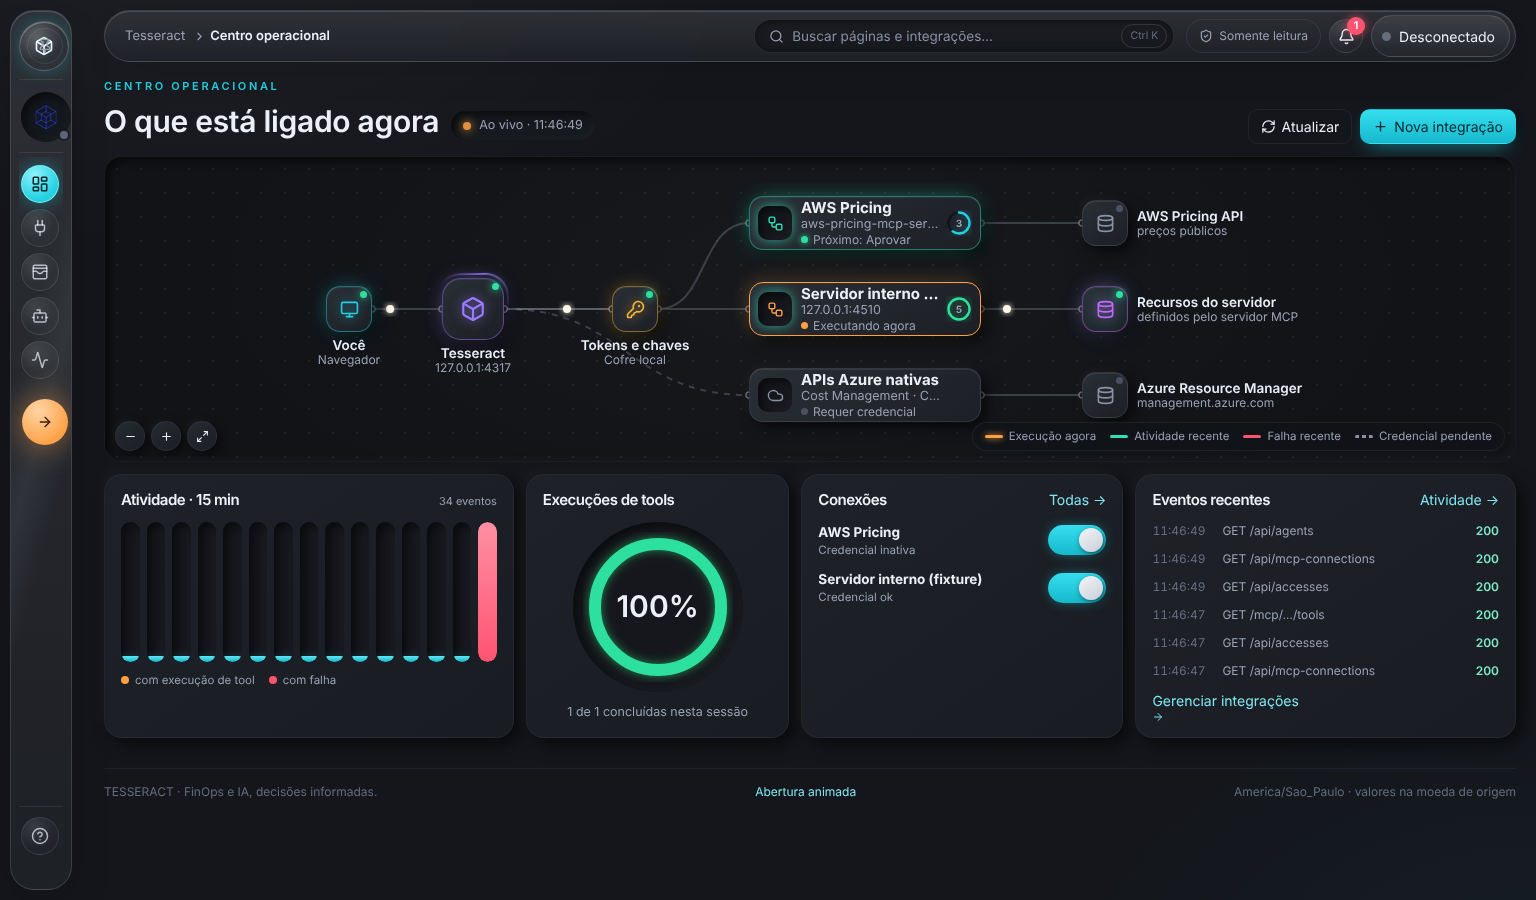 Tesseract > Centro operacional
Buscar páginas e integrações...
Ctrl K
Somente leitura
1
Desconectado
CENTRO OPERACIONAL
O que está ligado agora
Ao vivo · 11:46:49
Atualizar
+ Nova integração
AWS Pricing
aws-pricing-mcp-ser...
Próximo: Aprovar
3
AWS Pricing API
preços públicos
Você
Navegador
Tesseract
127.0.0.1:4317
Tokens e chaves
Cofre local
Servidor interno ...
127.0.0.1:4510
Executando agora
5
Recursos do servidor
definidos pelo servidor MCP
APIs Azure nativas
Cost Management · C...
Requer credencial
Azure Resource Manager
management.azure.com
Execução agora
Atividade recente
Falha recente
Credencial pendente
Atividade · 15 min
34 eventos
com execução de tool
com falha
Execuções de tools
100%
1 de 1 concluídas nesta sessão
Conexões
Todas →
AWS Pricing
Credencial inativa
Servidor interno (fixture)
Credencial ok
Eventos recentes
Atividade →
11:46:49 GET /api/agents 200
11:46:49 GET /api/mcp-connections 200
11:46:49 GET /api/accesses 200
11:46:47 GET /mcp/.../tools 200
11:46:47 GET /api/accesses 200
11:46:47 GET /api/mcp-connections 200
Gerenciar integrações
→
TESSERACT · FinOps e IA, decisões informadas.
Abertura animada
America/Sao_Paulo · valores na moeda de origem